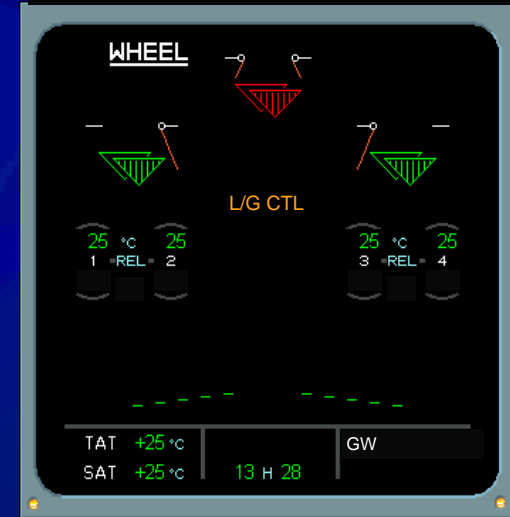 WHEEL
L/G CTL
25 °C 25 25 °C 25
1 REL 2 3 REL 4
TAT +25 °C GW
SAT +25 °C 13 H 28